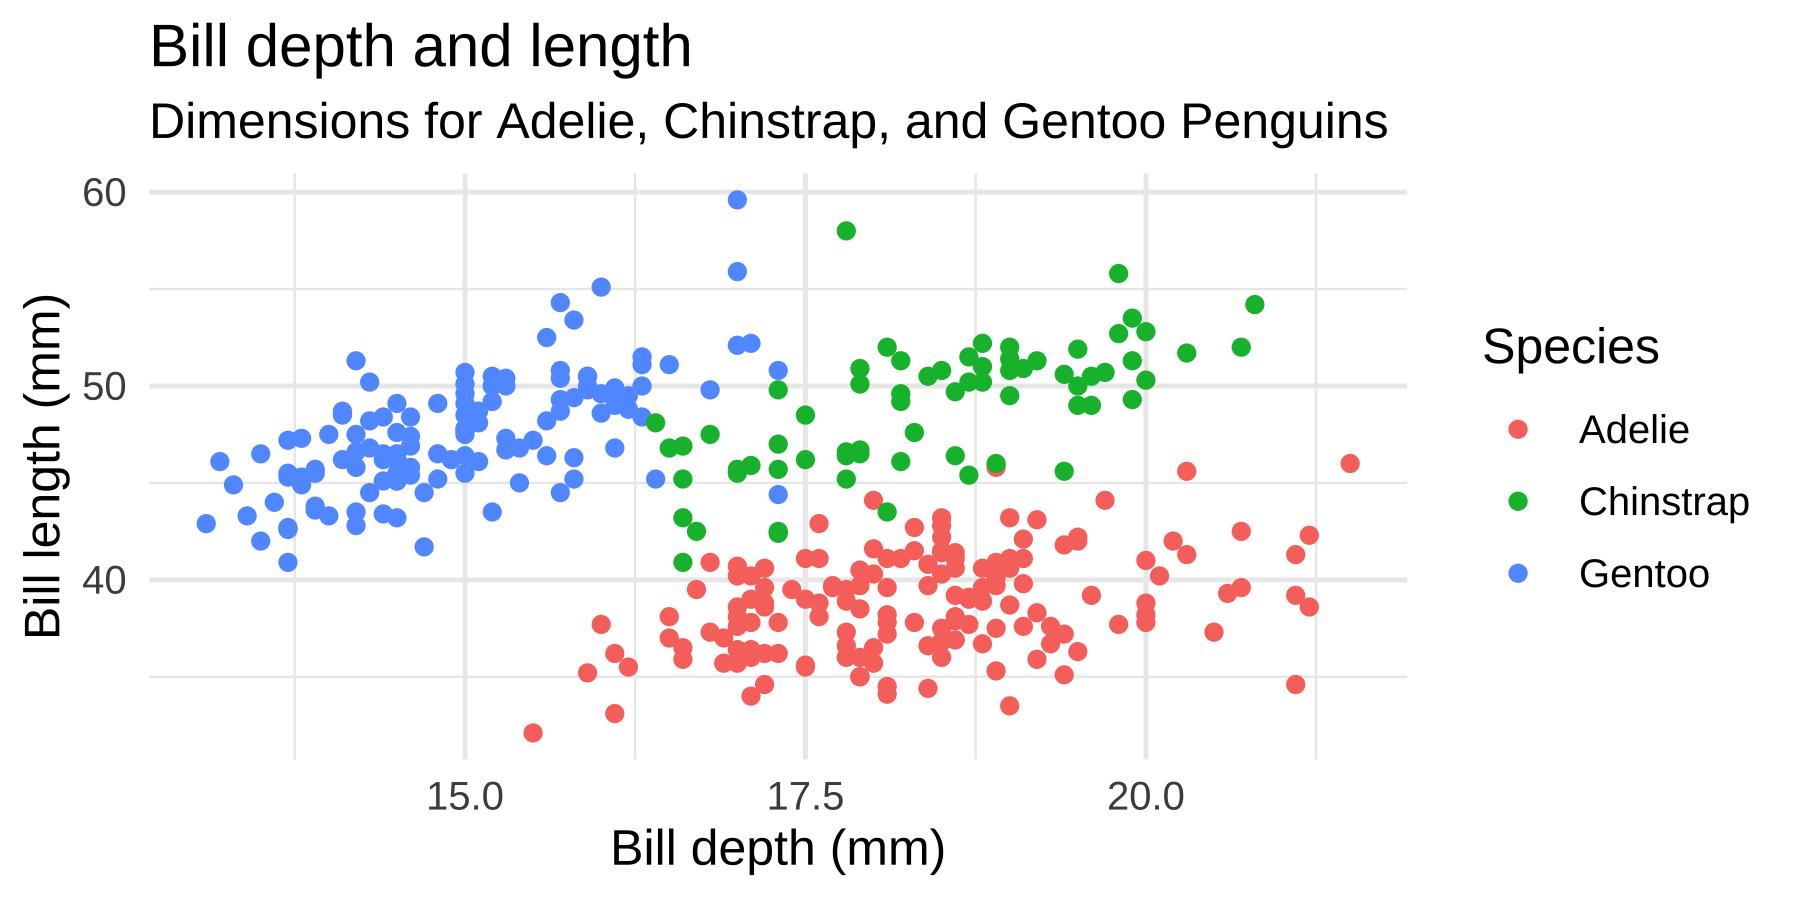 Bill depth and length
Dimensions for Adelie, Chinstrap, and Gentoo Penguins
60
50
40
Bill length (mm)
15.0 17.5 20.0
Bill depth (mm)
Species
Adelie
Chinstrap
Gentoo